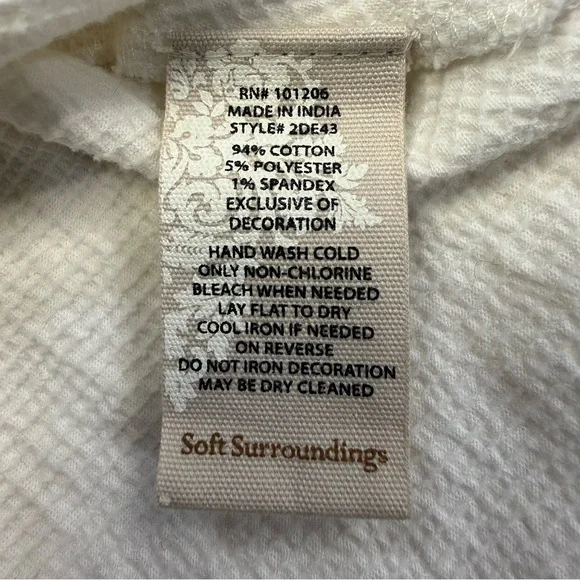 RN# 101206
MADE IN INDIA
STYLE# 2DE43
94% COTTON
5% POLYESTER
1% SPANDEX
EXCLUSIVE OF
DECORATION
HAND WASH COLD
ONLY NON-CHLORINE
BLEACH WHEN NEEDED
LAY FLAT TO DRY
COOL IRON IF NEEDED
ON REVERSE
DO NOT IRON DECORATION
MAY BE DRY CLEANED
Soft Surroundings